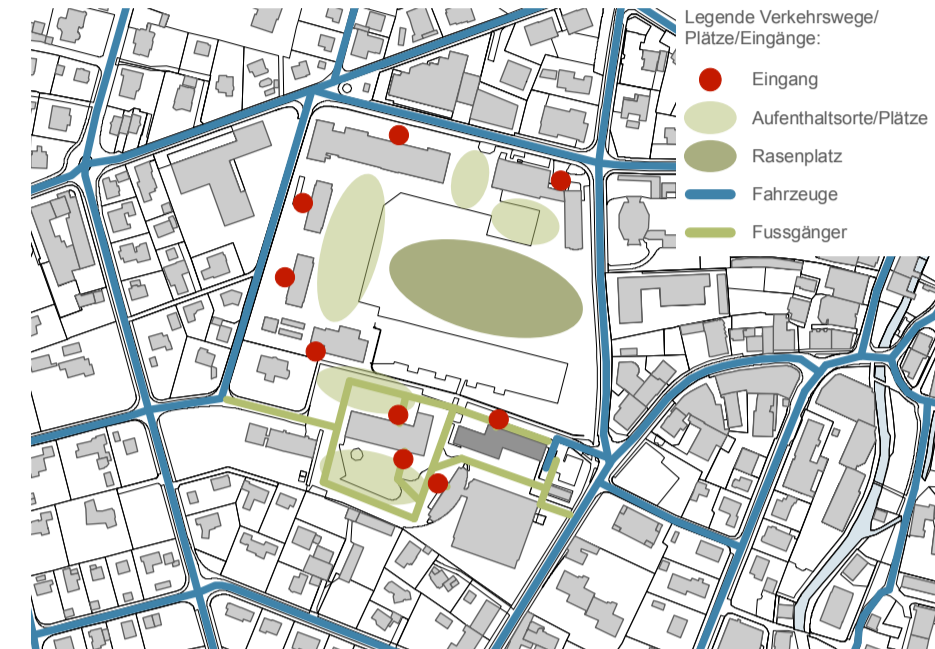 Legende Verkehrswege/
Plätze/Eingänge:
Eingang
Aufenthaltsorte/Plätze
Rasenplatz
Fahrzeuge
Fussgänger